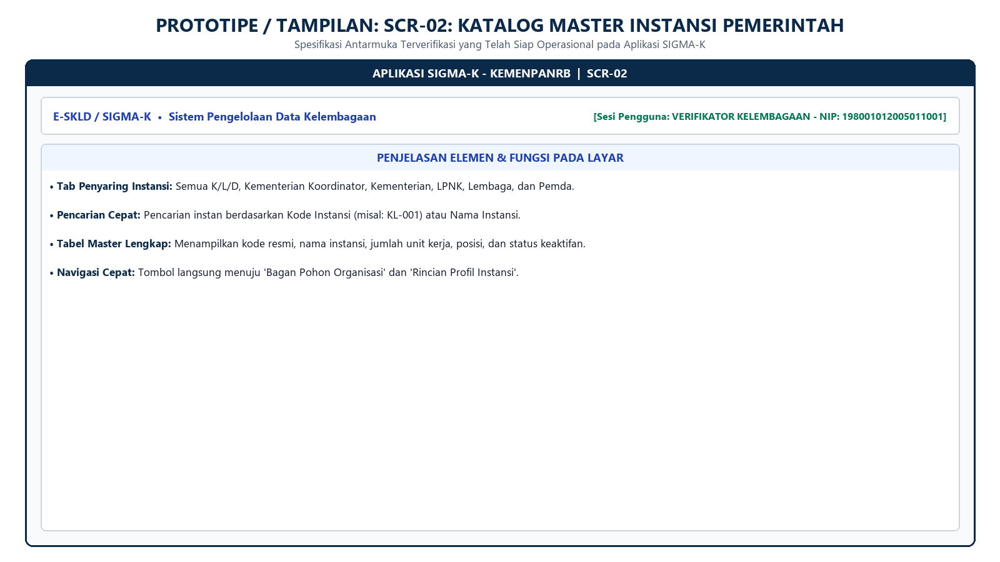 PROTOTIPE / TAMPILAN: SCR-02: KATALOG MASTER INSTANSI PEMERINTAH
Spesifikasi Antarmuka Terverifikasi yang Telah Siap Operasional pada Aplikasi SIGMA-K
APLIKASI SIGMA-K - KEMENPANRB | SCR-02
E-SKLD / SIGMA-K • Sistem Pengelolaan Data Kelembagaan
[Sesi Pengguna: VERIFIKATOR KELEMBAGAAN - NIP: 198001012005011001]
PENJELASAN ELEMEN & FUNGSI PADA LAYAR
• Tab Penyaring Instansi: Semua K/L/D, Kementerian Koordinator, Kementerian, LPNK, Lembaga, dan Pemda.
• Pencarian Cepat: Pencarian instan berdasarkan Kode Instansi (misal: KL-001) atau Nama Instansi.
• Tabel Master Lengkap: Menampilkan kode resmi, nama instansi, jumlah unit kerja, posisi, dan status keaktifan.
• Navigasi Cepat: Tombol langsung menuju 'Bagan Pohon Organisasi' dan 'Rincian Profil Instansi'.